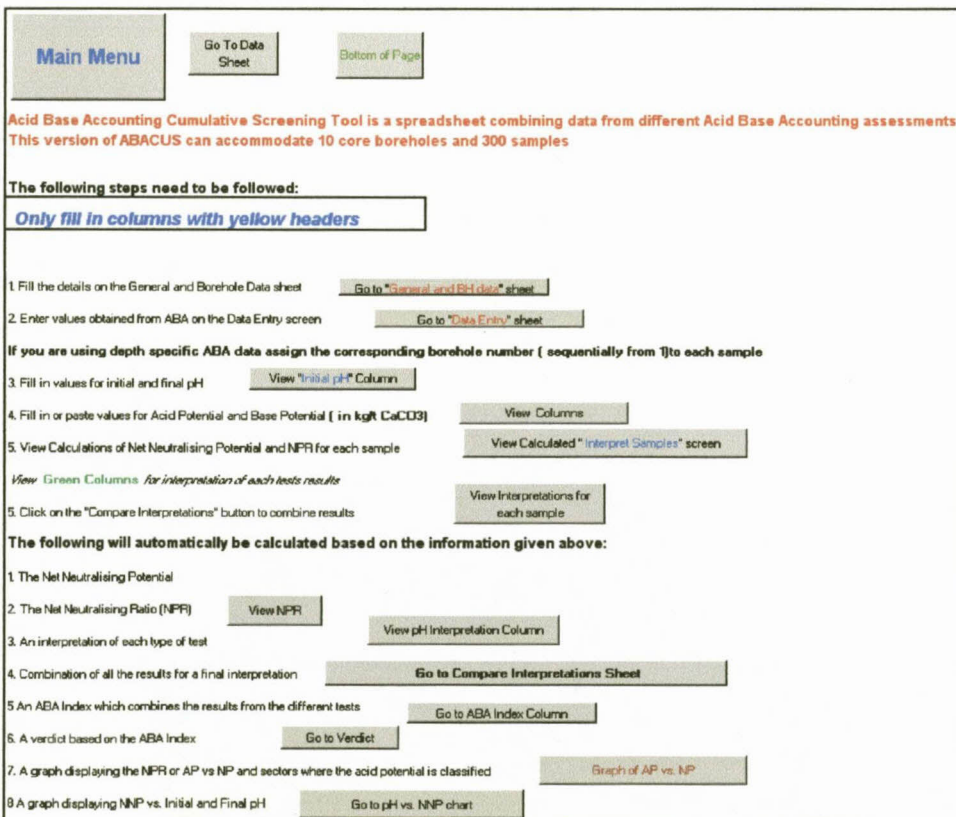 Main Menu
Go To Data
Sheet
Bottom of Page
Acid Base Accounting Cumulative Screening Tool is a spreadsheet combining data from different Acid Base Accounting assessments
This version of ABACUS can accommodate 10 core boreholes and 300 samples
The following steps need to be followed:
Only fill in columns with yellow headers
1. Fill the details on the General and Borehole Data sheet Go to "General and BH data" sheet
2. Enter values obtained from ABA on the Data Entry screen Go to "Data Entry" sheet
If you are using depth specific ABA data assign the corresponding borehole number ( sequentially from 1)to each sample
3. Fill in values for initial and final pH View "Initial pH" Column
4. Fill in or paste values for Acid Potential and Base Potential ( in kg/t CaCO3) View Columns
5. View Calculations of Net Neutralising Potential and NPR for each sample View Calculated " Interpret Samples" screen
View Green Columns for interpretation of each tests results
5. Click on the "Compare Interpretations" button to combine results View Interpretations for
each sample
The following will automatically be calculated based on the information given above:
1. The Net Neutralising Potential
2. The Net Neutralising Ratio (NPR) View NPR
3. An interpretation of each type of test View pH Interpretation Column
4. Combination of all the results for a final interpretation Go to Compare Interpretations Sheet
5 An ABA Index which combines the results from the different tests Go to ABA Index Column
6. A verdict based on the ABA Index Go to Verdict
7. A graph displaying the NPR or AP vs NP and sectors where the acid potential is classified Graph of AP vs. NP
8 A graph displaying NNP vs. Initial and Final pH Go to pH vs. NNP chart